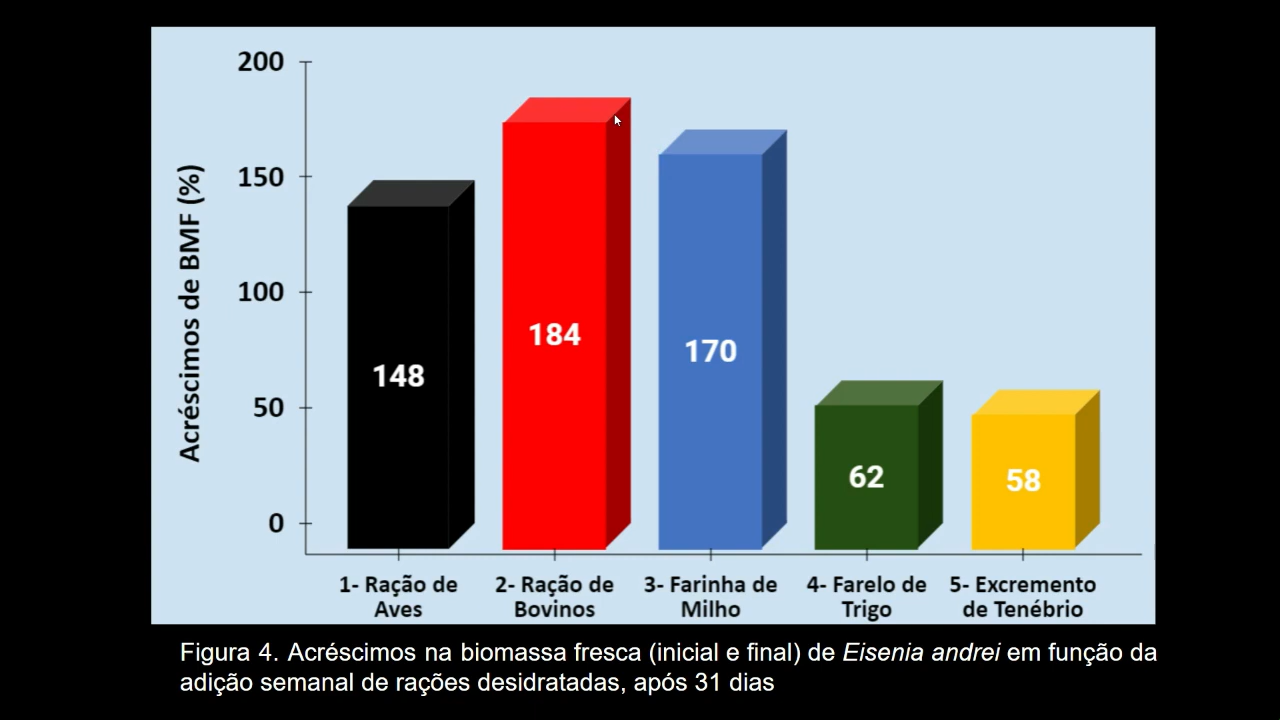 200
150
100
50
0
Acréscimos de BMF (%)
148
184
170
62
58
1- Ração de
Aves
2- Ração de
Bovinos
3- Farinha de
Milho
4- Farelo de
Trigo
5- Excremento
de Tenébrio
Figura 4. Acréscimos na biomassa fresca (inicial e final) de Eisenia andrei em função da
adição semanal de rações desidratadas, após 31 dias